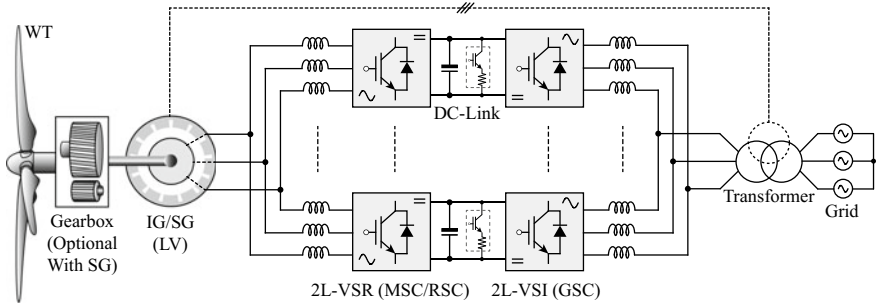 WT
DC-Link
Gearbox
(Optional
With SG)
IG/SG
(LV)
Transformer
Grid
2L-VSR (MSC/RSC)
2L-VSI (GSC)